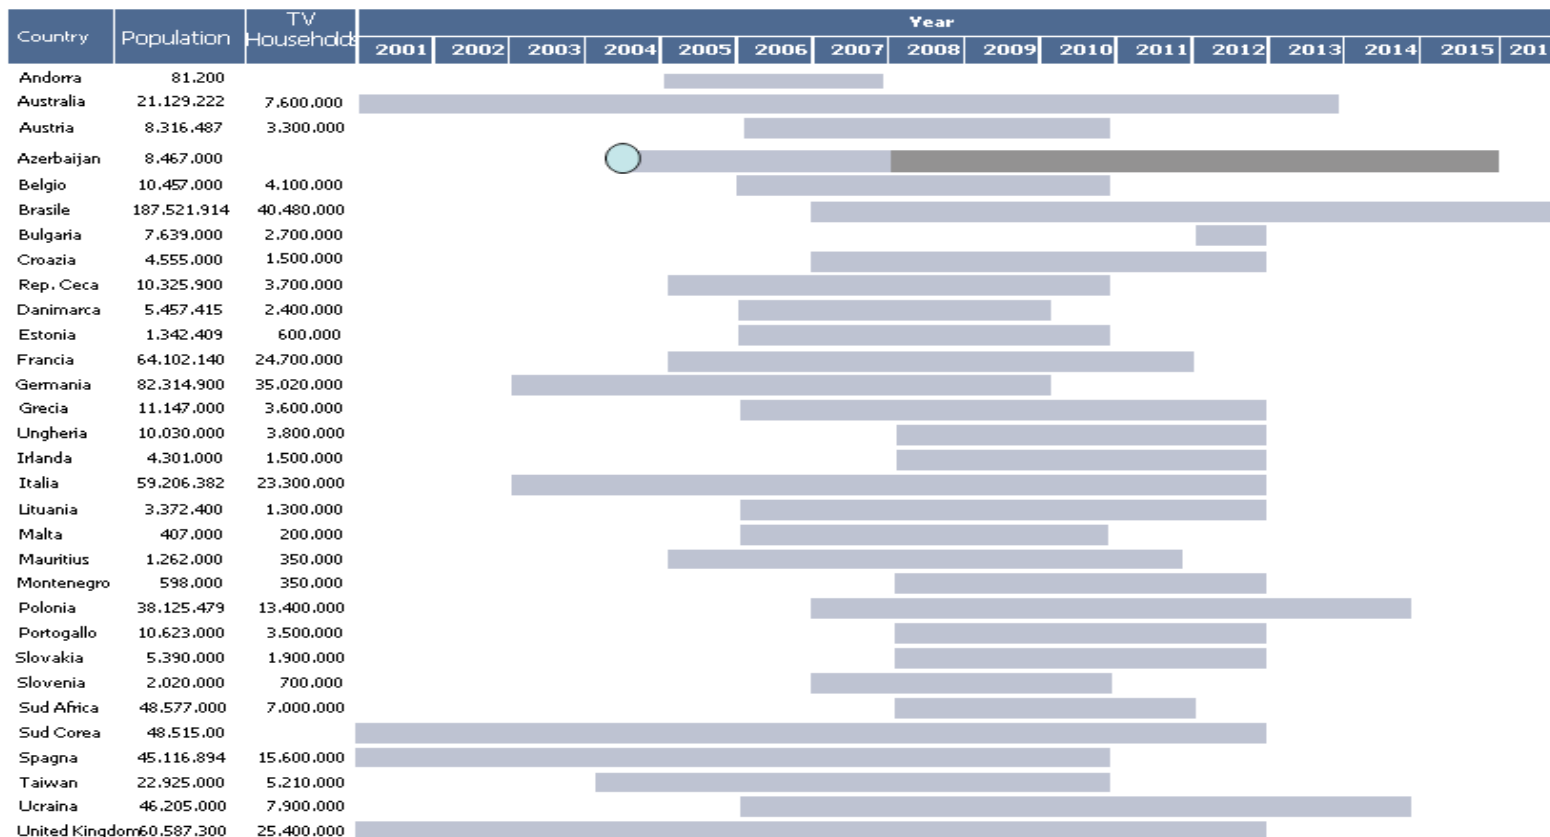 Country Population TV Households Year
2001 2002 2003 2004 2005 2006 2007 2008 2009 2010 2011 2012 2013 2014 2015 201
Andorra 81.200
Australia 21.129.222 7.600.000
Austria 8.316.487 3.300.000
Azerbaijan 8.467.000
Belgio 10.457.000 4.100.000
Brasile 187.521.914 40.480.000
Bulgaria 7.639.000 2.700.000
Croazia 4.555.000 1.500.000
Rep. Ceca 10.325.900 3.700.000
Danimarca 5.457.415 2.400.000
Estonia 1.342.409 600.000
Francia 64.102.140 24.700.000
Germania 82.314.900 35.020.000
Grecia 11.147.000 3.600.000
Ungheria 10.030.000 3.800.000
Irlanda 4.301.000 1.500.000
Italia 59.206.382 23.300.000
Lituania 3.372.400 1.300.000
Malta 407.000 200.000
Mauritius 1.262.000 350.000
Montenegro 598.000 350.000
Polonia 38.125.479 13.400.000
Portogallo 10.623.000 3.500.000
Slovakia 5.390.000 1.900.000
Slovenia 2.020.000 700.000
Sud Africa 48.577.000 7.000.000
Sud Corea 48.515.00
Spagna 45.116.894 15.600.000
Taiwan 22.925.000 5.210.000
Ucraina 46.205.000 7.900.000
United Kingdom 60.587.300 25.400.000